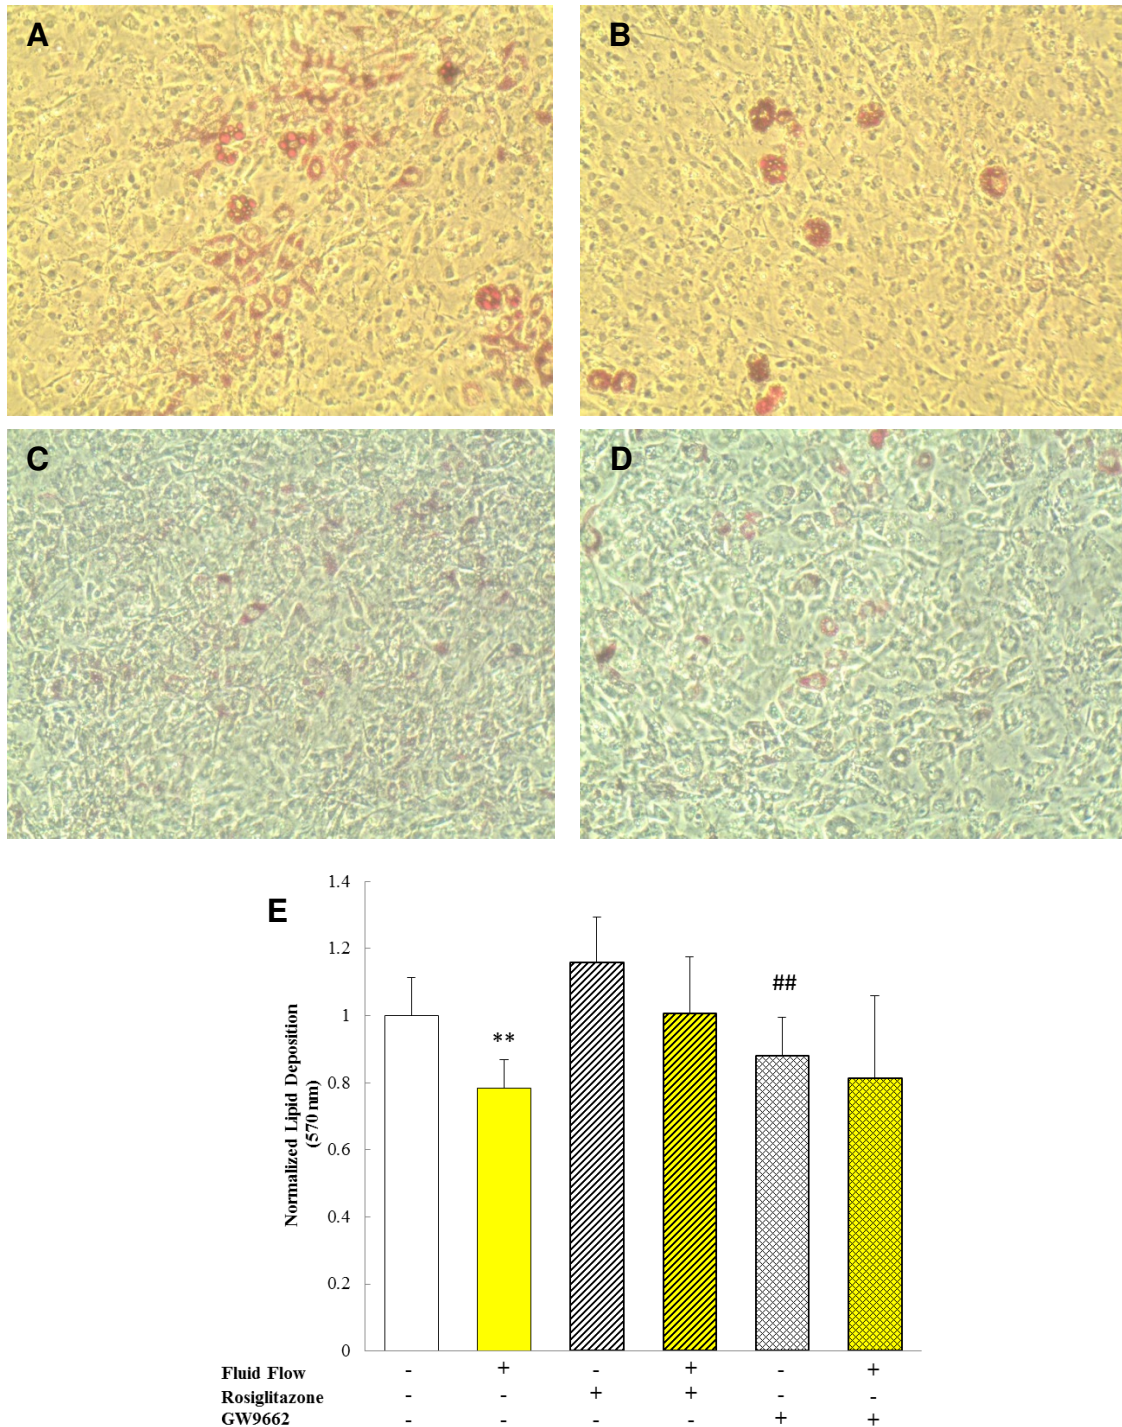 A
B
C
D
E
1.4
1.2
1
0.8
0.6
0.4
0.2
0
Normalized Lipid Deposition
(570 nm)
**
##
Fluid Flow - + - + - +
Rosiglitazone - - + + - -
GW9662 - - - - + +